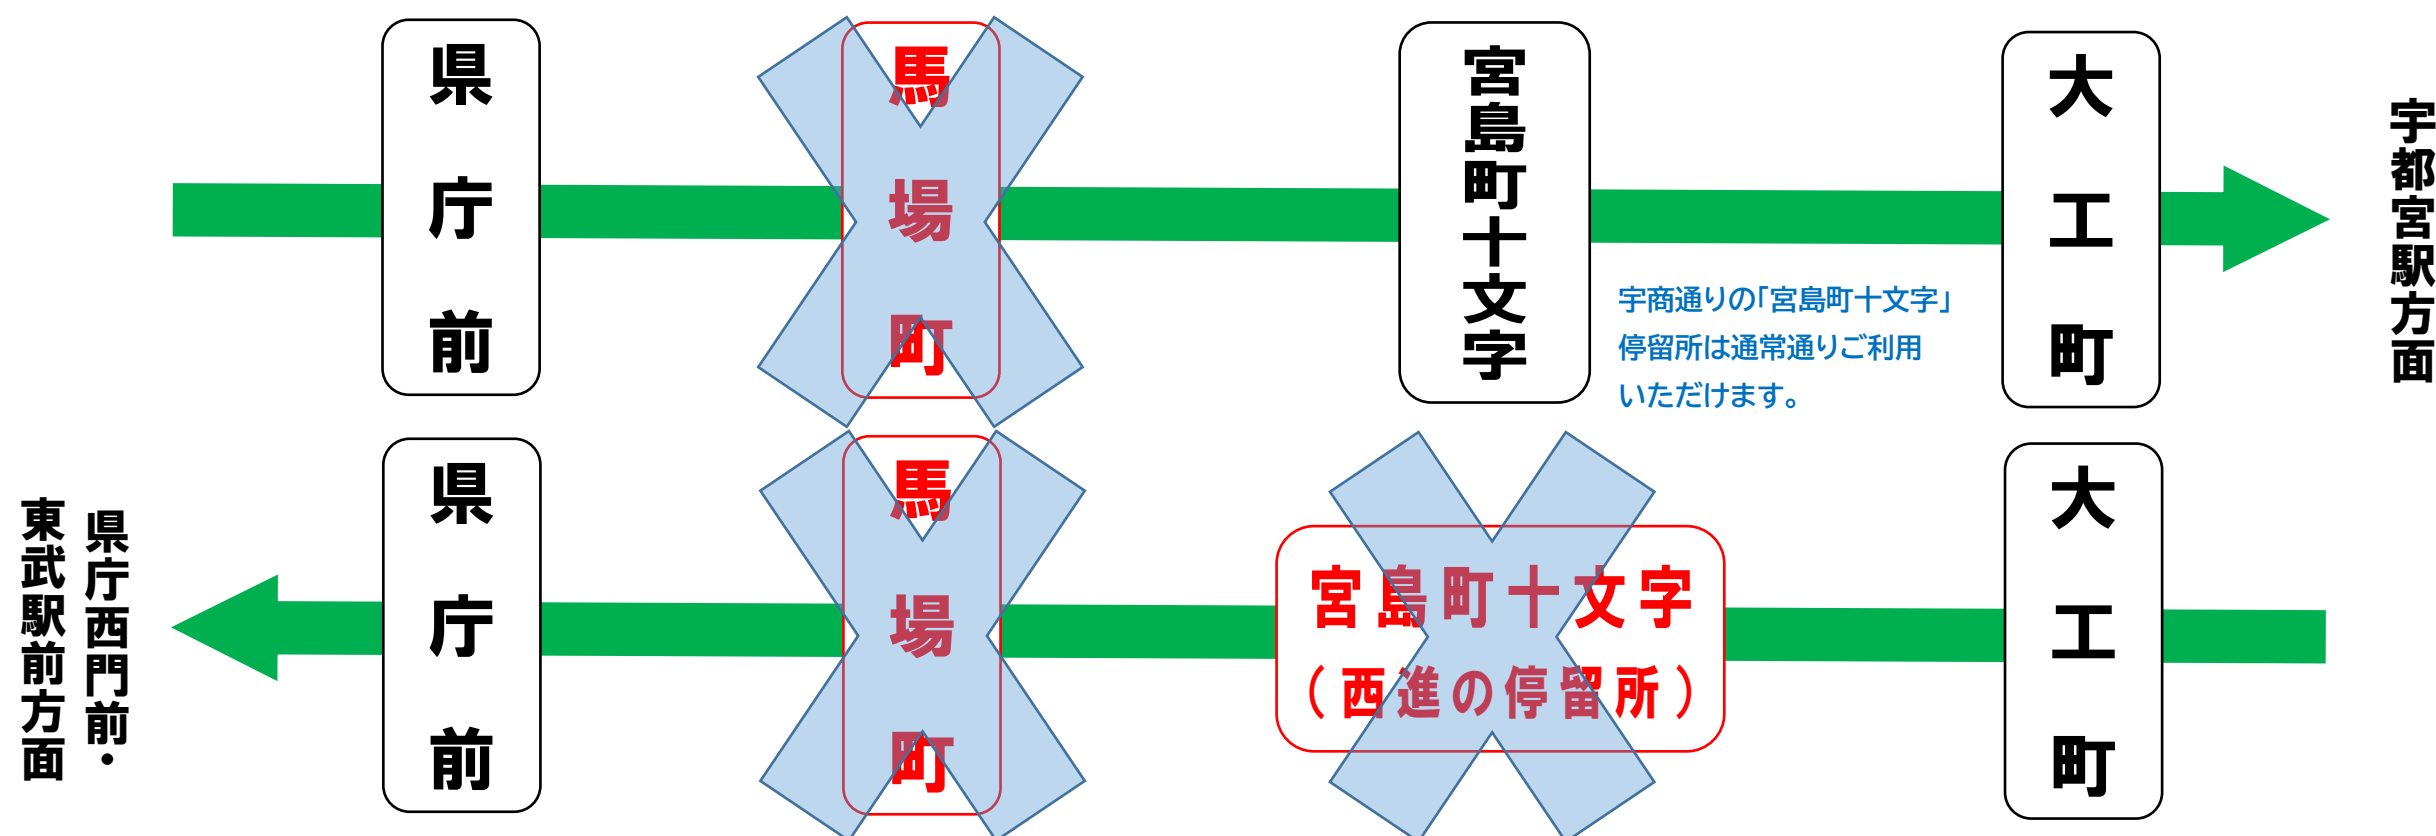 県庁前
馬場町
宮島町十文字
大工町
宇都宮駅方面
宇商通りの「宮島町十文字」
停留所は通常通りご利用
いただけます。
県庁西門前・
東武駅前方面
県庁前
馬場町
宮島町十文字
（西進の停留所）
大工町